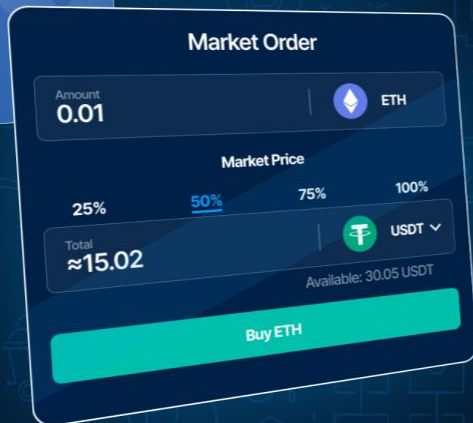 Market Order
Amount
0.01
ETH
Market Price
25% 50% 75% 100%
Total
≈15.02
USDT
Available: 30.05 USDT
Buy ETH